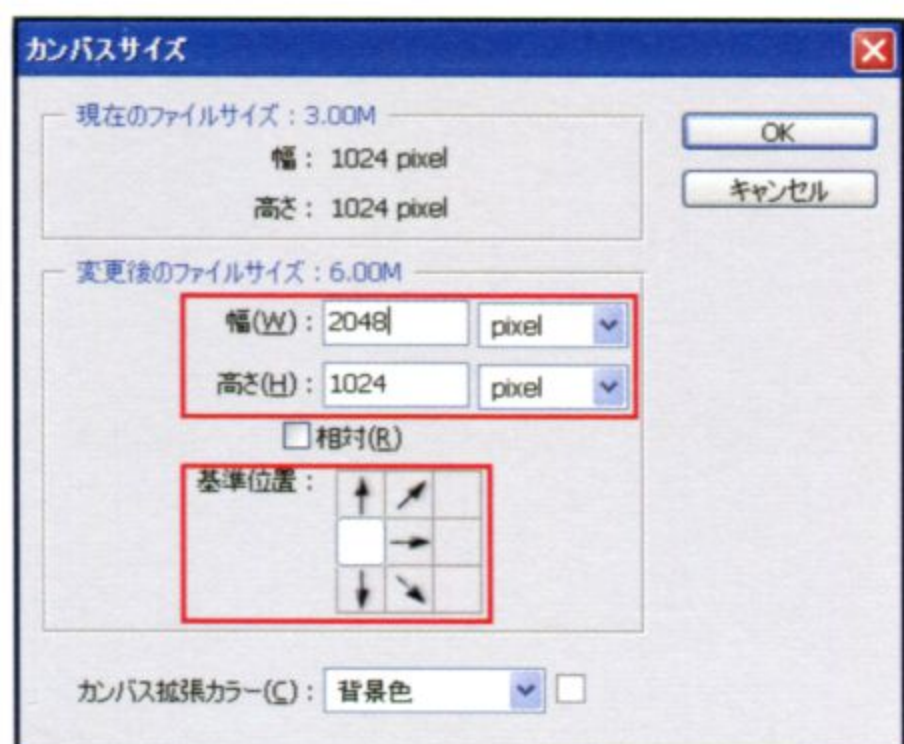 カンバスサイズ
現在のファイルサイズ：3.00M
幅： 1024 pixel
高さ： 1024 pixel
OK
キャンセル
変更後のファイルサイズ：6.00M
幅(W)： 2048 pixel
高さ(H)： 1024 pixel
相対(R)
基準位置：
カンバス拡張カラー(C)： 背景色